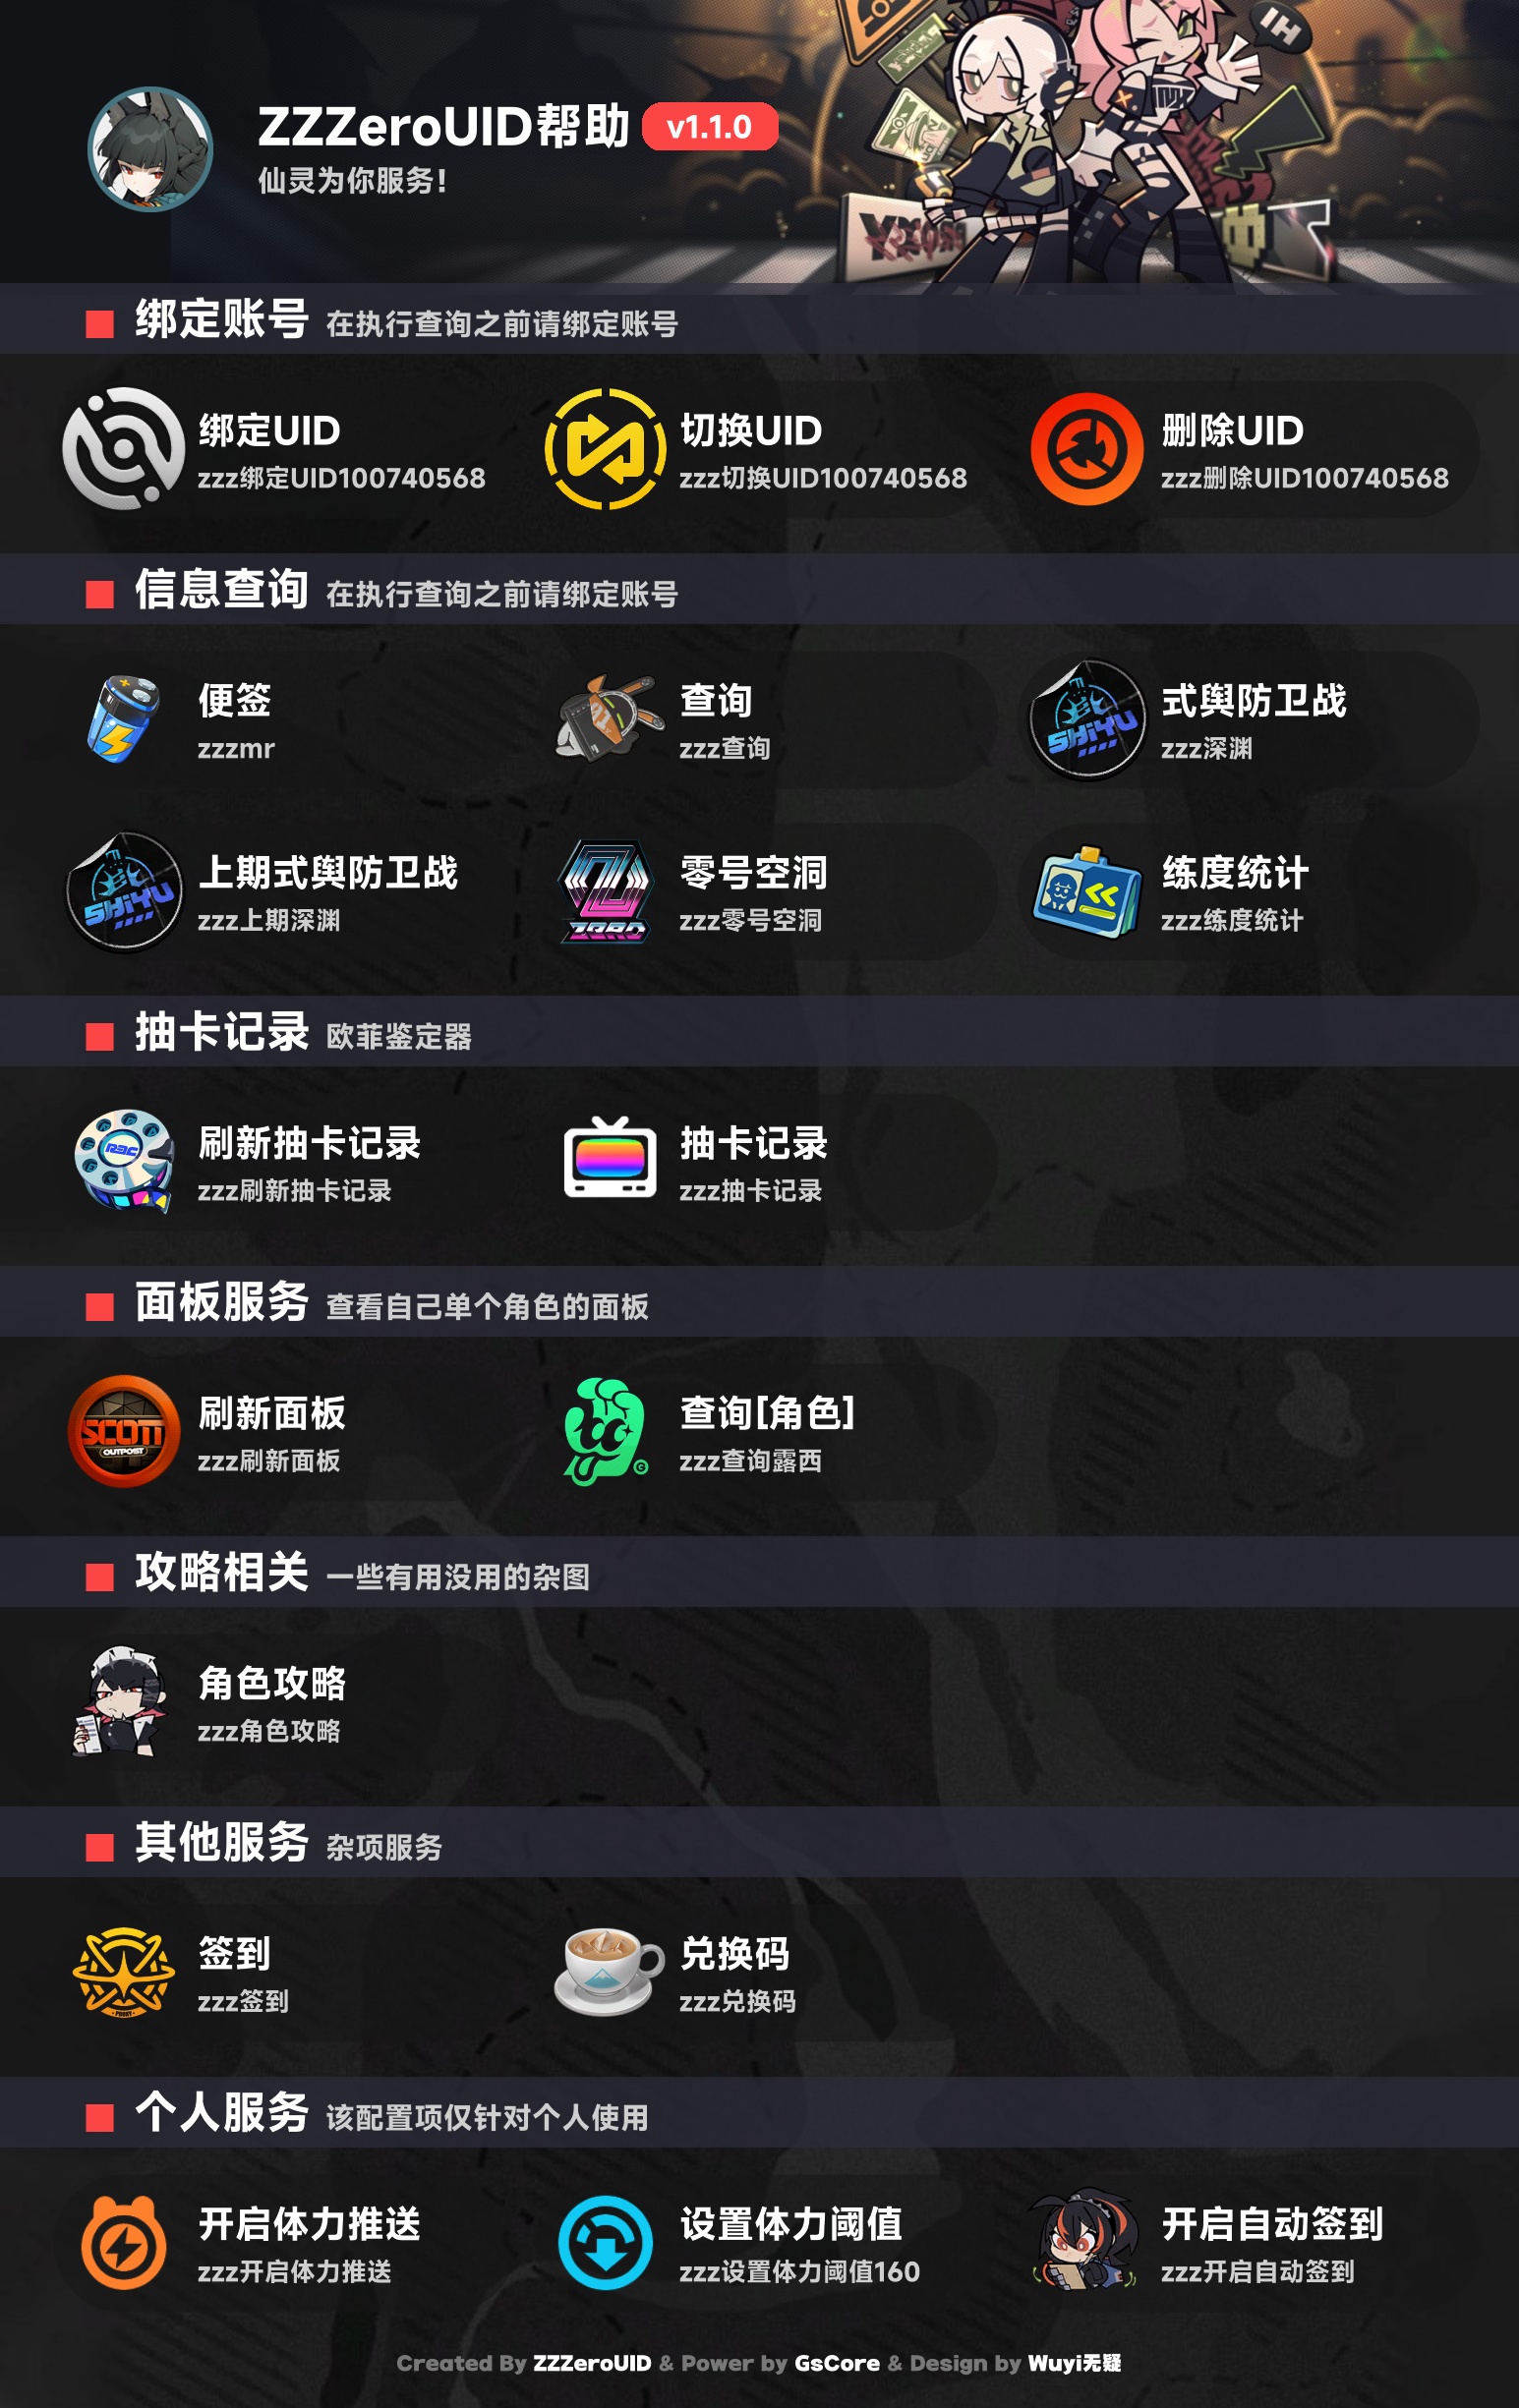 ZZZeroUID帮助 v1.1.0
仙灵为你服务!
HI
绑定账号 在执行查询之前请绑定账号
绑定UID
zzz绑定UID100740568
切换UID
zzz切换UID100740568
删除UID
zzz删除UID100740568
信息查询 在执行查询之前请绑定账号
便签
zzzmr
查询
zzz查询
SHIYU
式舆防卫战
zzz深渊
SHIYU
上期式舆防卫战
zzz上期深渊
ZERO
零号空洞
zzz零号空洞
练度统计
zzz练度统计
抽卡记录 欧菲鉴定器
刷新抽卡记录
zzz刷新抽卡记录
抽卡记录
zzz抽卡记录
面板服务 查看自己单个角色的面板
SCOTT
OUTPOST
刷新面板
zzz刷新面板
查询[角色]
zzz查询露西
攻略相关 一些有用没用的杂图
角色攻略
zzz角色攻略
其他服务 杂项服务
签到
zzz签到
兑换码
zzz兑换码
个人服务 该配置项仅针对个人使用
开启体力推送
zzz开启体力推送
设置体力阈值
zzz设置体力阈值160
开启自动签到
zzz开启自动签到
Created By ZZZeroUID & Power by GsCore & Design by Wuyi无疑